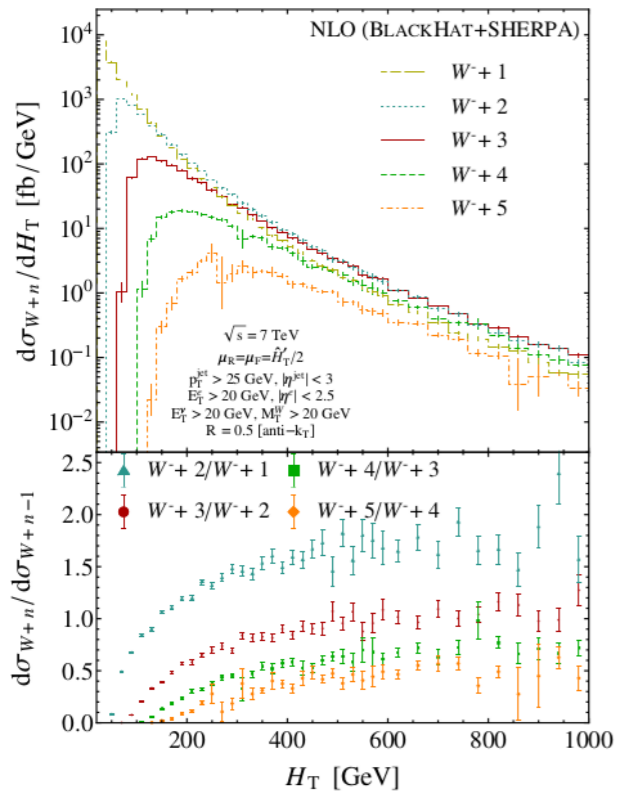 NLO (BLACKHAT+SHERPA)
W⁻+ 1
W⁻+ 2
W⁻+ 3
W⁻+ 4
W⁻+ 5
10⁴
10³
10²
10¹
10⁰
10⁻¹
10⁻²
dσ_W+n/dH_T [fb/GeV]
√s = 7 TeV
μ_R=μ_F=Ĥ′_T/2
p_T^jet > 25 GeV, |η^jet| < 3
E_T^e > 20 GeV, |η^e| < 2.5
E_T^ν > 20 GeV, M_T^W > 20 GeV
R = 0.5 [anti−k_T]
W⁻+ 2/W⁻+ 1
W⁻+ 4/W⁻+ 3
W⁻+ 3/W⁻+ 2
W⁻+ 5/W⁻+ 4
2.5
2.0
1.5
1.0
0.5
0.0
dσ_W+n/dσ_W+n−1
200 400 600 800 1000
H_T [GeV]